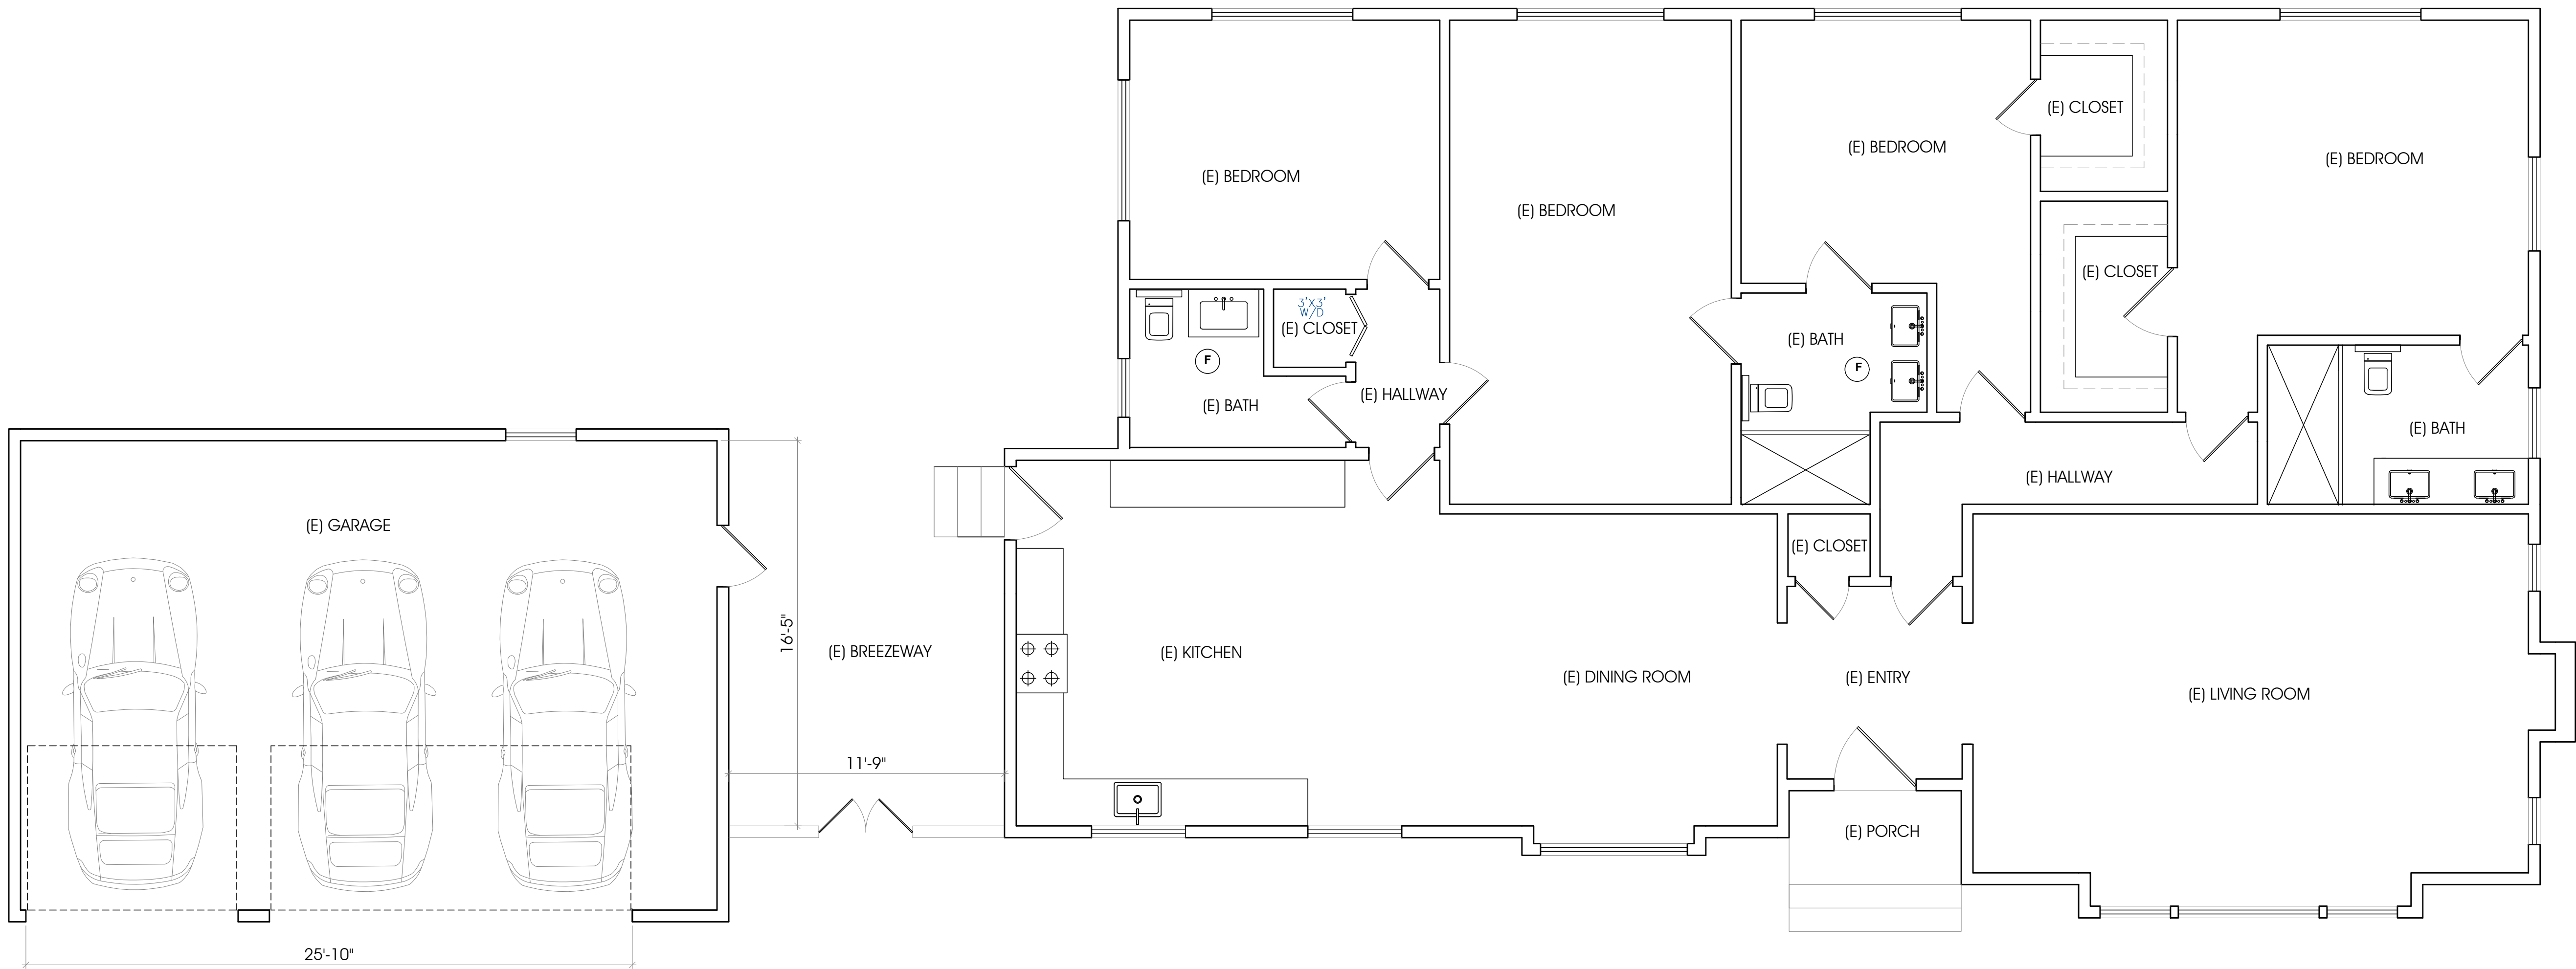 (E) CLOSET
(E) BEDROOM
(E) BEDROOM
(E) BEDROOM
(E) BEDROOM
(E) CLOSET
3'X3'
W/D
(E) CLOSET
(E) BATH
F
F
(E) HALLWAY
(E) BATH
(E) BATH
(E) HALLWAY
(E) GARAGE
(E) CLOSET
16'-5"
(E) BREEZEWAY
(E) KITCHEN
(E) DINING ROOM
(E) ENTRY
(E) LIVING ROOM
11'-9"
(E) PORCH
25'-10"